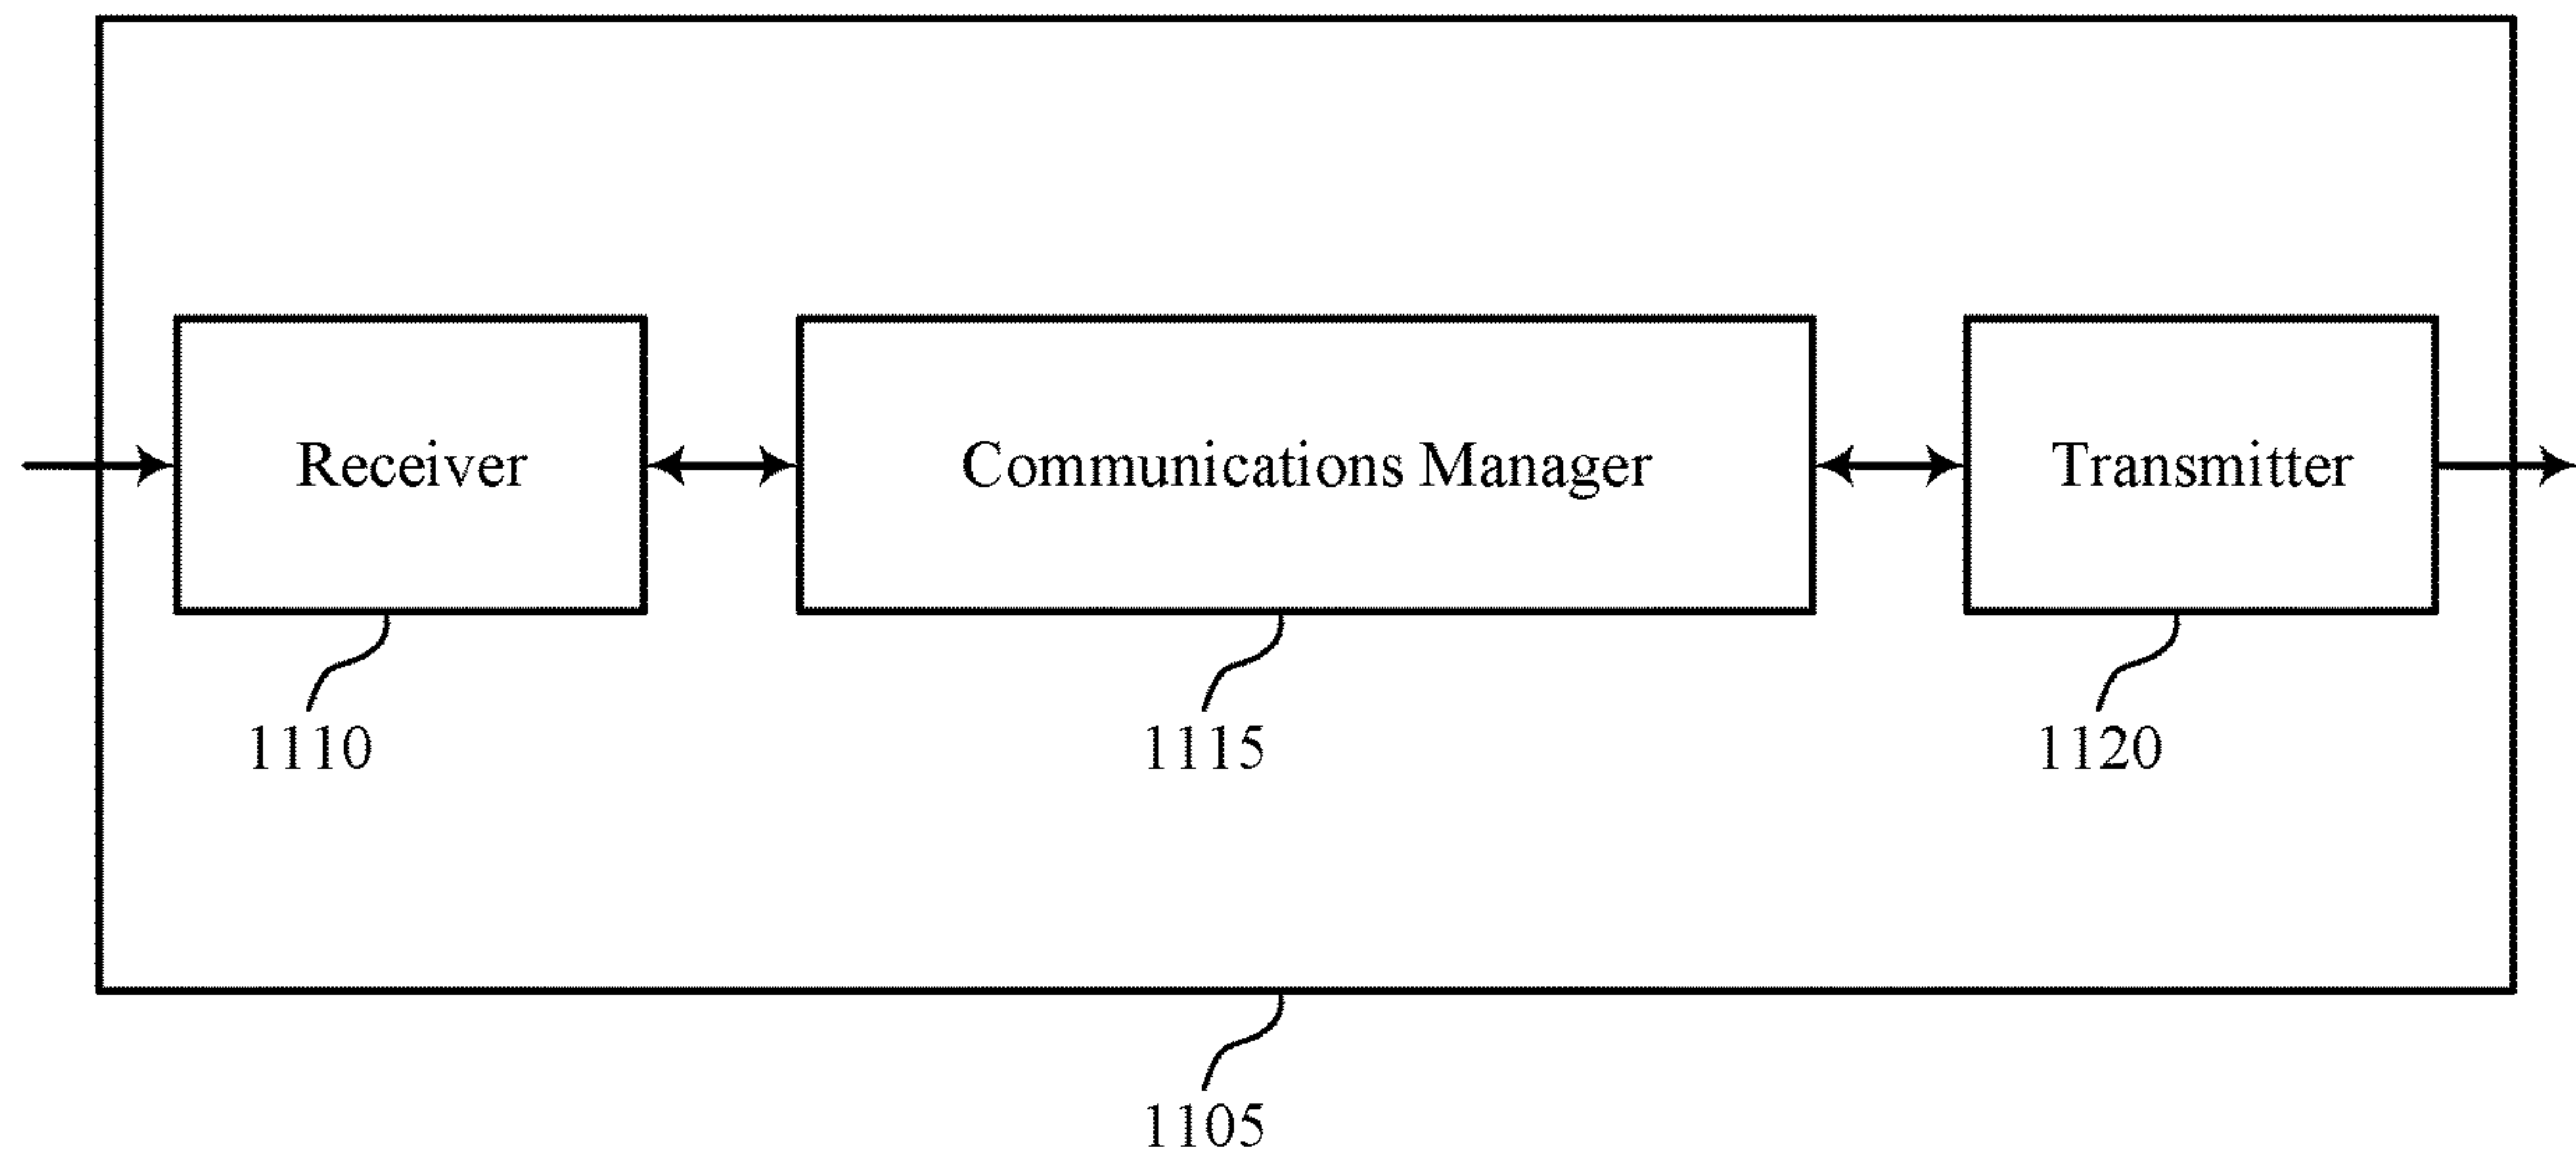 Receiver
Communications Manager
Transmitter
1110
1115
1120
1105